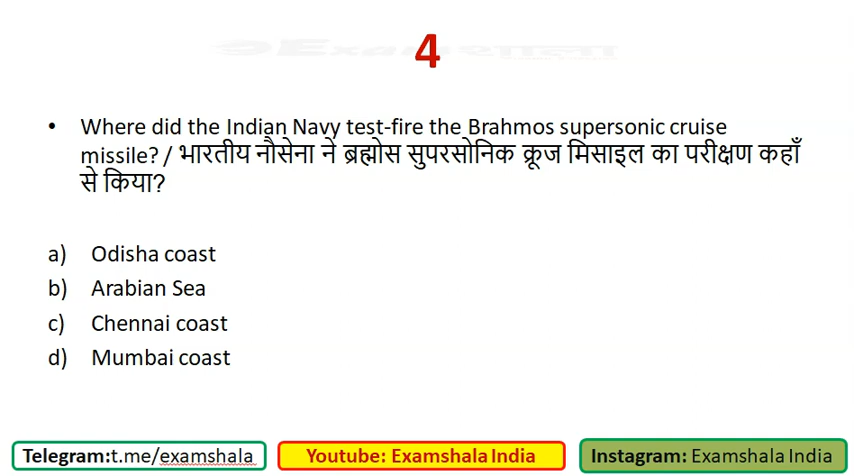 4
• Where did the Indian Navy test-fire the Brahmos supersonic cruise
missile? / भारतीय नौसेना ने ब्रह्मोस सुपरसोनिक क्रूज मिसाइल का परीक्षण कहाँ
से किया?
a) Odisha coast
b) Arabian Sea
c) Chennai coast
d) Mumbai coast
Telegram:t.me/examshala
Youtube: Examshala India
Instagram: Examshala India